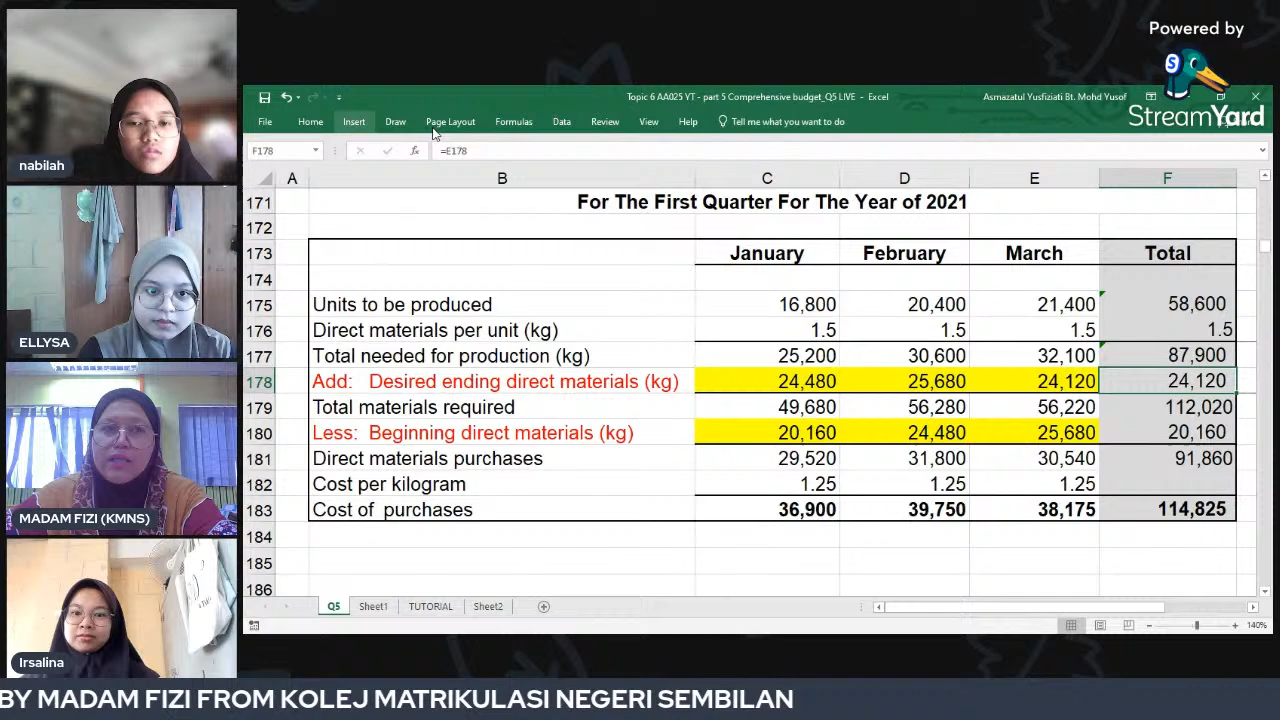 Powered by
S
StreamYard
nabilah
ELLYSA
MADAM FIZI (KMNS)
Irsalina
Topic 6 AA025 YT - part 5 Comprehensive budget_Q5 LIVE - Excel
Asmazatul Yusfiziati Bt. Mohd Yusof
File Home Insert Draw Page Layout Formulas Data Review View Help Tell me what you want to do
F178 fx =E178
A B C D E F
171 For The First Quarter For The Year of 2021
172
173 January February March Total
174
175 Units to be produced 16,800 20,400 21,400 58,600
176 Direct materials per unit (kg) 1.5 1.5 1.5 1.5
177 Total needed for production (kg) 25,200 30,600 32,100 87,900
178 Add: Desired ending direct materials (kg) 24,480 25,680 24,120 24,120
179 Total materials required 49,680 56,280 56,220 112,020
180 Less: Beginning direct materials (kg) 20,160 24,480 25,680 20,160
181 Direct materials purchases 29,520 31,800 30,540 91,860
182 Cost per kilogram 1.25 1.25 1.25
183 Cost of purchases 36,900 39,750 38,175 114,825
184
185
186
Q5 Sheet1 TUTORIAL Sheet2
140%
BY MADAM FIZI FROM KOLEJ MATRIKULASI NEGERI SEMBILAN